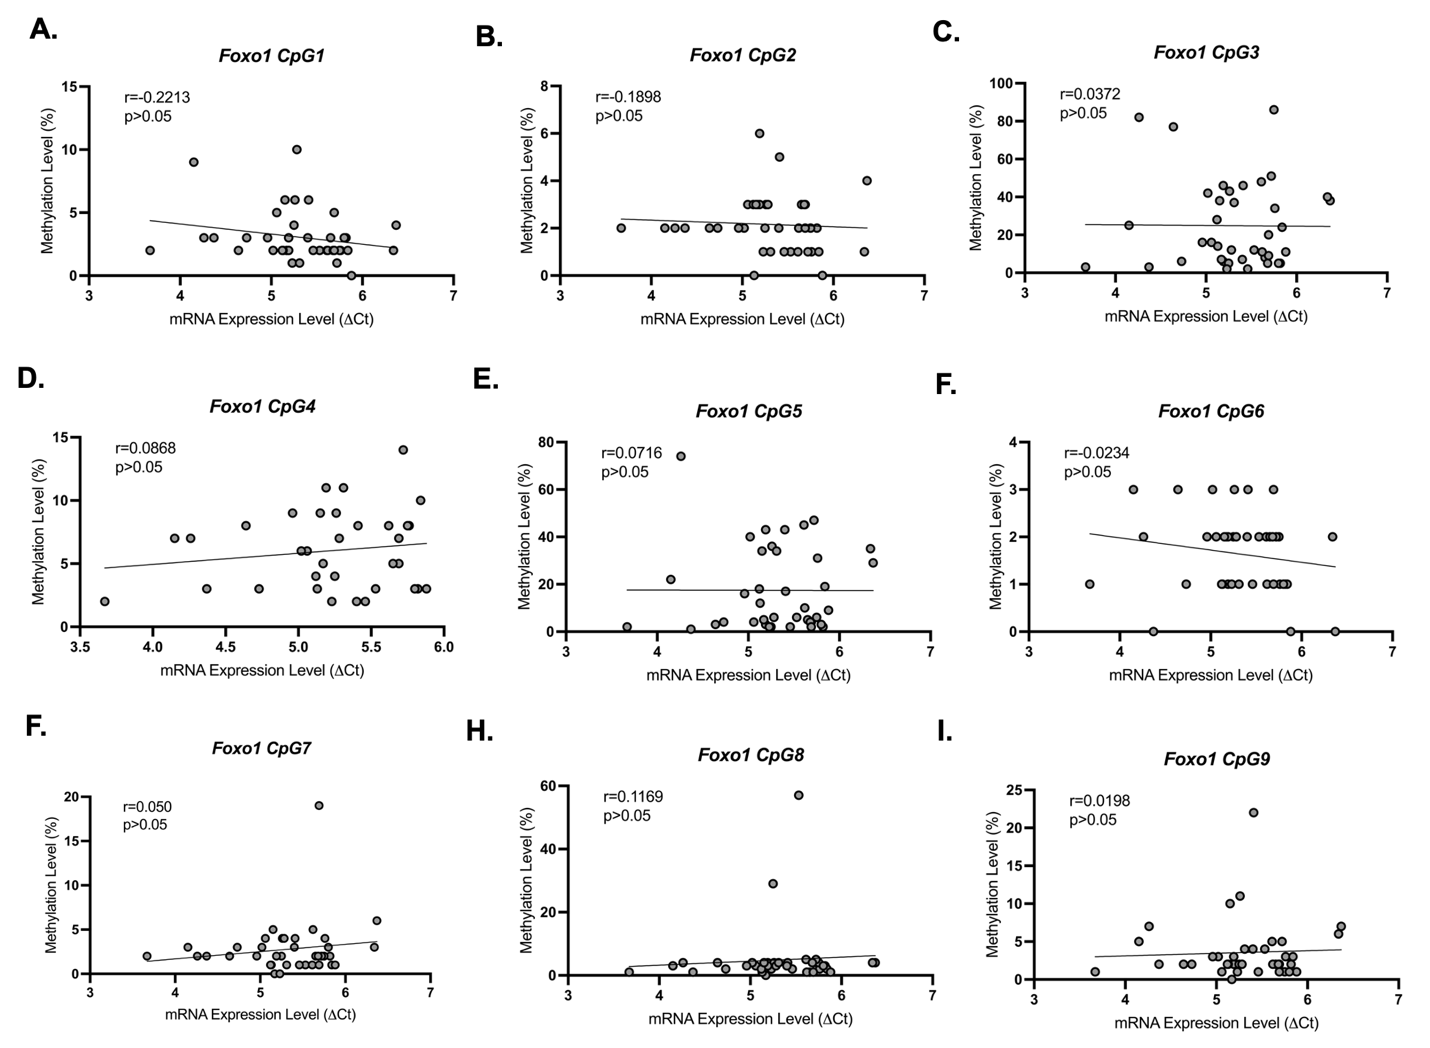 A.
Foxo1 CpG1
r=-0.2213
p>0.05
Methylation Level (%)
15
10
5
0
3 4 5 6 7
mRNA Expression Level (ΔCt)
B.
Foxo1 CpG2
r=-0.1898
p>0.05
Methylation Level (%)
8
6
4
2
0
3 4 5 6 7
mRNA Expression Level (ΔCt)
C.
Foxo1 CpG3
r=0.0372
p>0.05
Methylation Level (%)
100
80
60
40
20
0
3 4 5 6 7
mRNA Expression Level (ΔCt)
D.
Foxo1 CpG4
r=0.0868
p>0.05
Methylation Level (%)
15
10
5
0
3.5 4.0 4.5 5.0 5.5 6.0
mRNA Expression Level (ΔCt)
E.
Foxo1 CpG5
r=0.0716
p>0.05
Methylation Level (%)
80
60
40
20
0
3 4 5 6 7
mRNA Expression Level (ΔCt)
F.
Foxo1 CpG6
r=-0.0234
p>0.05
Methylation Level (%)
4
3
2
1
0
3 4 5 6 7
mRNA Expression Level (ΔCt)
F.
Foxo1 CpG7
r=0.050
p>0.05
Methylation Level (%)
20
15
10
5
0
3 4 5 6 7
mRNA Expression Level (ΔCt)
H.
Foxo1 CpG8
r=0.1169
p>0.05
Methylation Level (%)
60
40
20
0
3 4 5 6 7
mRNA Expression Level (ΔCt)
I.
Foxo1 CpG9
r=0.0198
p>0.05
Methylation Level (%)
25
20
15
10
5
0
3 4 5 6 7
mRNA Expression Level (ΔCt)